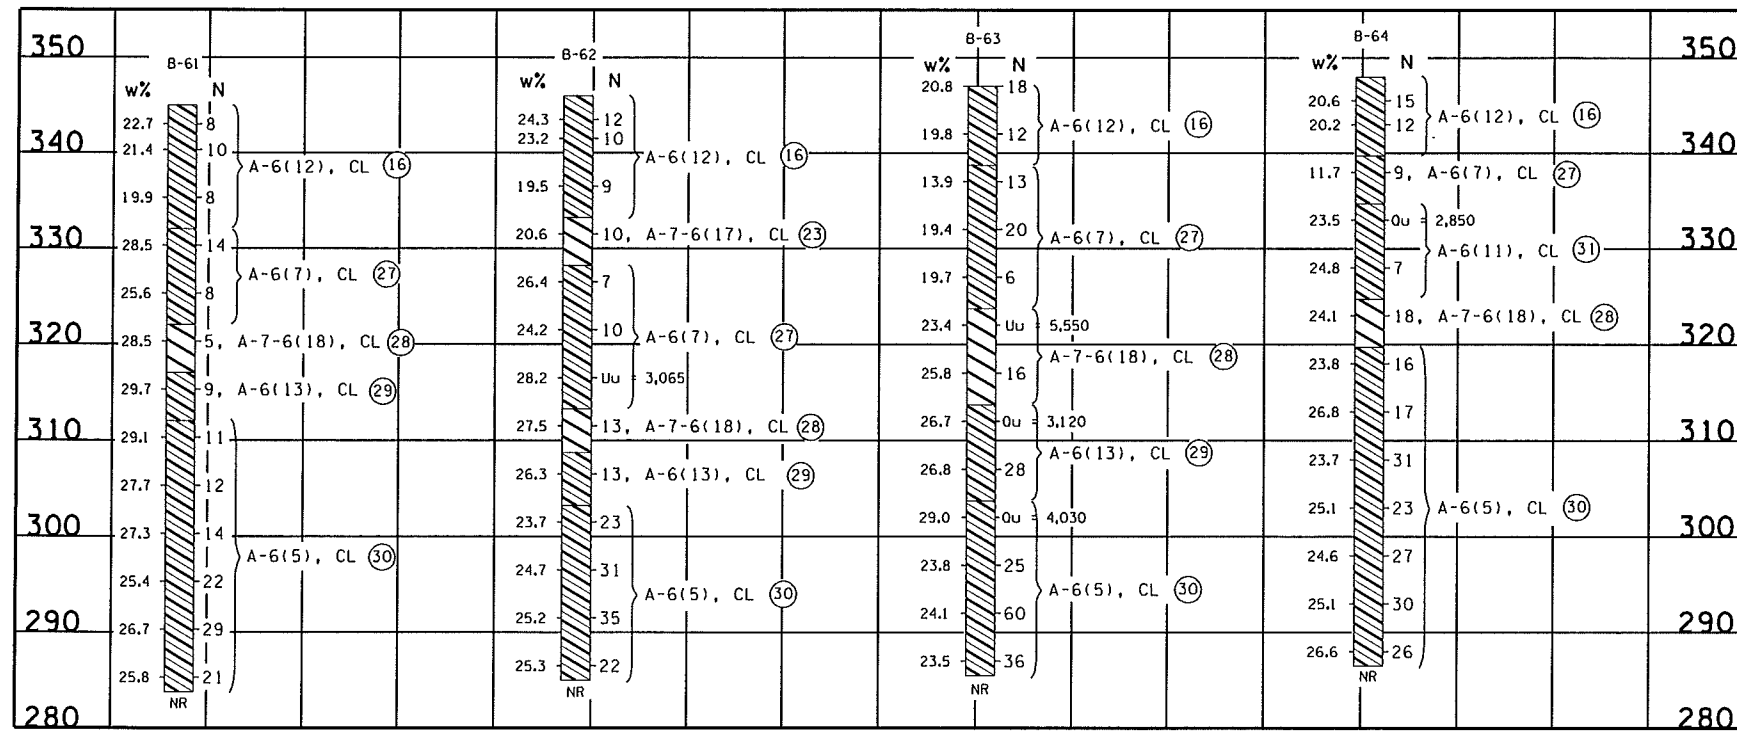 350
340
330
320
310
300
290
280
B-61
w% N
22.7 8
21.4 10
A-6(12), CL 16
19.9 8
28.5 14
A-6(7), CL 27
25.6 8
28.5 5, A-7-6(18), CL 28
29.7 9, A-6(13), CL 29
29.1 11
27.7 12
27.3 14
A-6(5), CL 30
25.4 22
26.7 29
25.8 21
NR
B-62
w% N
24.3 12
23.2 10
A-6(12), CL 16
19.5 9
20.6 10, A-7-6(17), CL 23
26.4 7
24.2 10
A-6(7), CL 27
28.2 Uu = 3,065
27.5 13, A-7-6(18), CL 28
26.3 13, A-6(13), CL 29
23.7 23
24.7 31
A-6(5), CL 30
25.2 35
25.3 22
NR
B-63
w% N
20.8 18
A-6(12), CL 16
19.8 12
13.9 13
19.4 20
A-6(7), CL 27
19.7 6
23.4 Uu = 5,550
A-7-6(18), CL 28
25.8 16
26.7 Qu = 3,120
A-6(13), CL 29
26.8 28
29.0 Qu = 4,030
23.8 25
A-6(5), CL 30
24.1 60
23.5 36
NR
B-64
w% N
20.6 15
A-6(12), CL 16
20.2 12
11.7 9, A-6(7), CL 27
23.5 Qu = 2,850
A-6(11), CL 31
24.8 7
24.1 18, A-7-6(18), CL 28
23.8 16
26.8 17
23.7 31
25.1 23
A-6(5), CL 30
24.6 27
25.1 30
26.6 26
NR
350
340
330
320
310
300
290
280